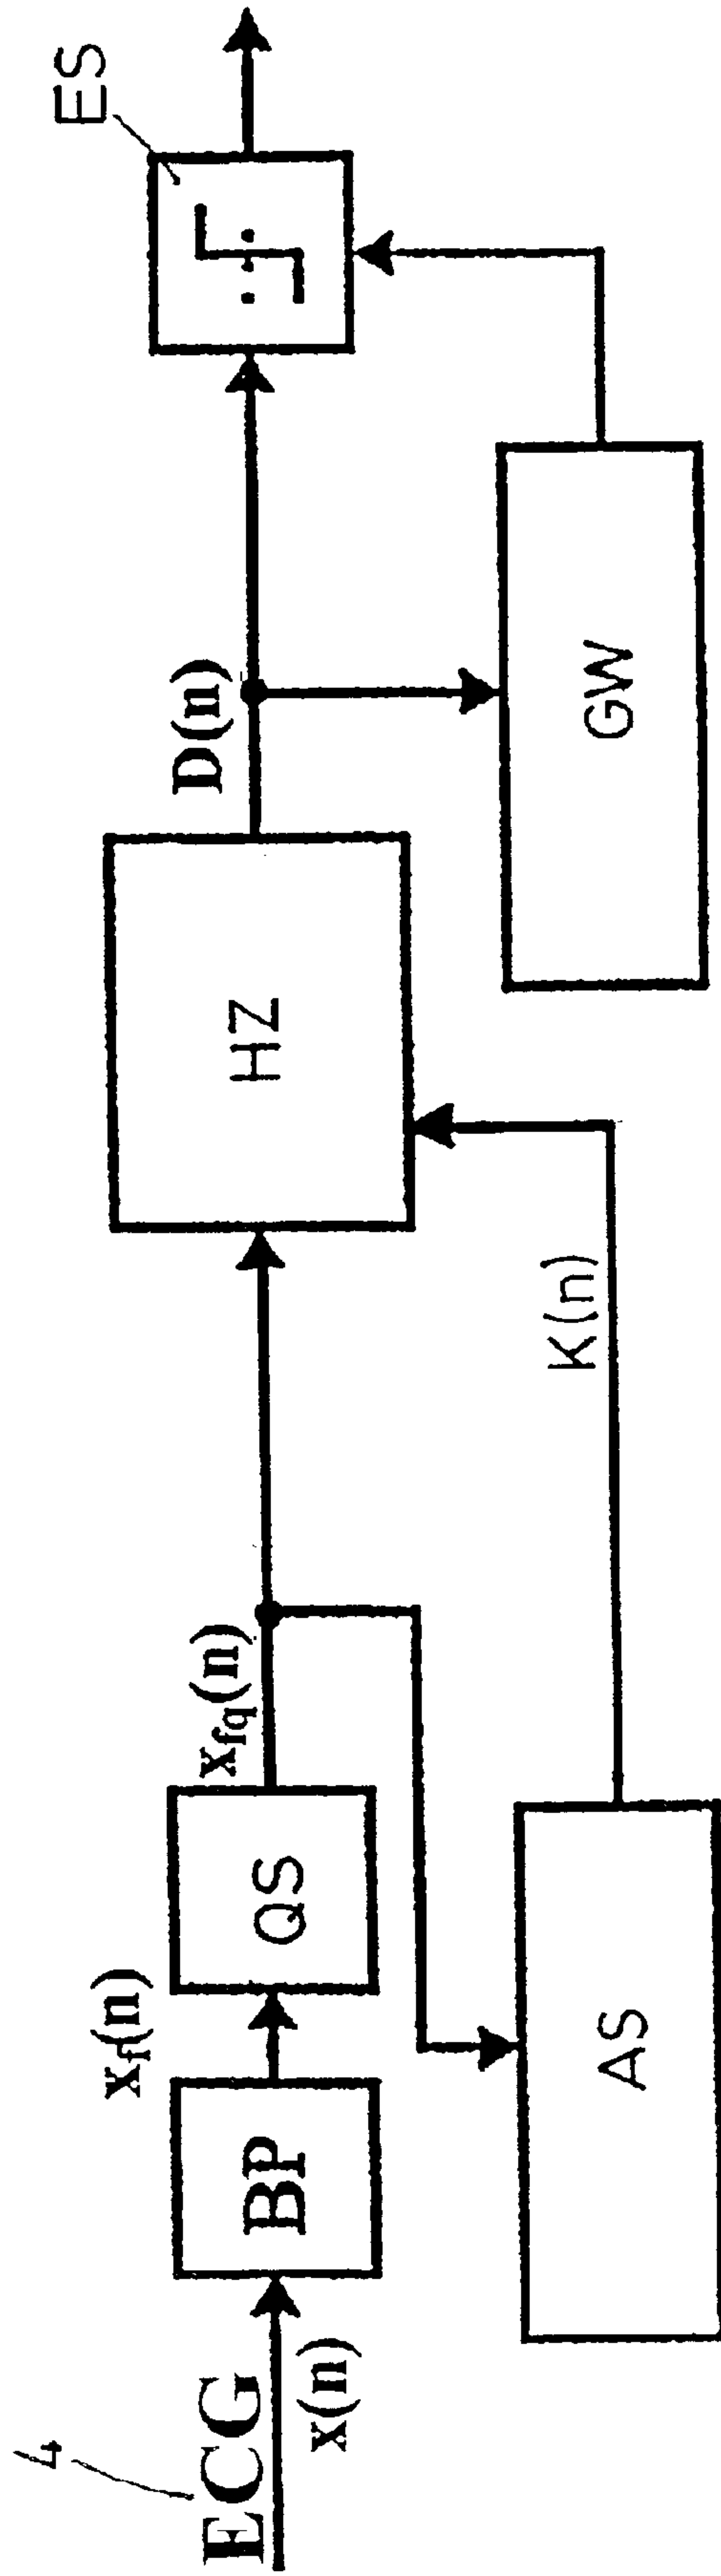 4
ECG
x(n)
BP
x_f(n)
QS
x_fq(n)
AS
K(n)
HZ
D(n)
GW
ES